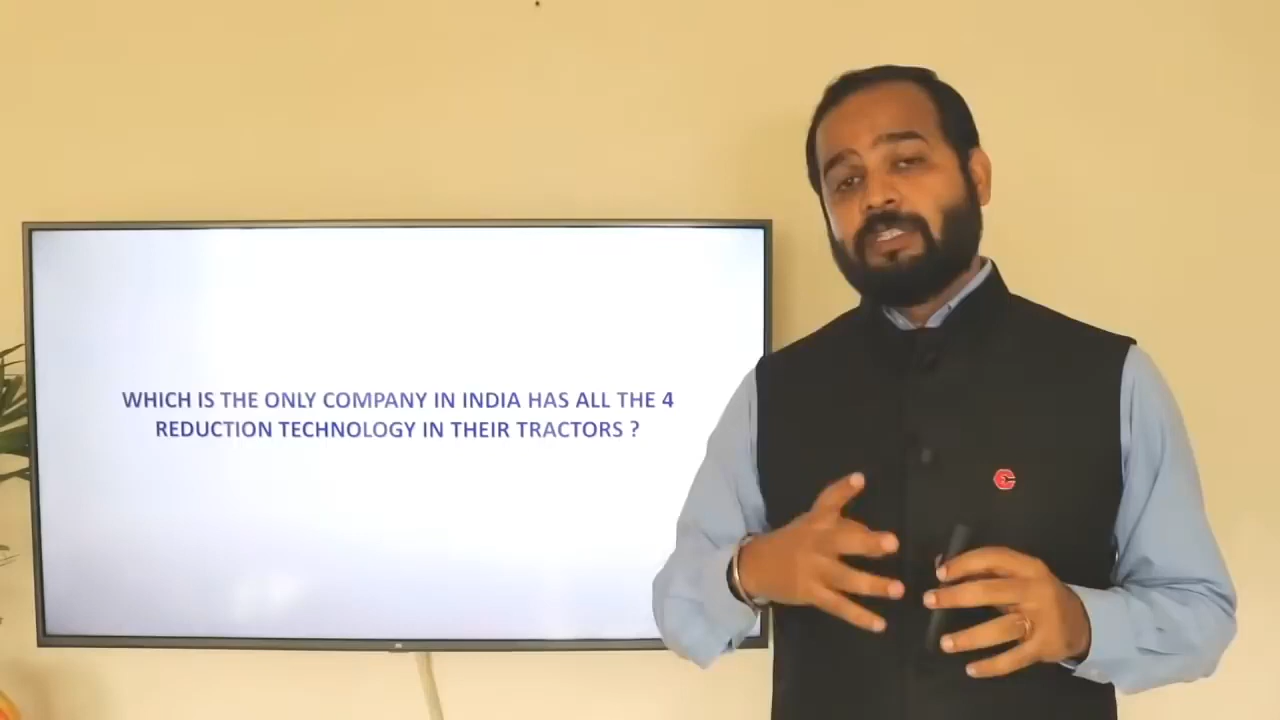 WHICH IS THE ONLY COMPANY IN INDIA HAS ALL THE 4
REDUCTION TECHNOLOGY IN THEIR TRACTORS ?